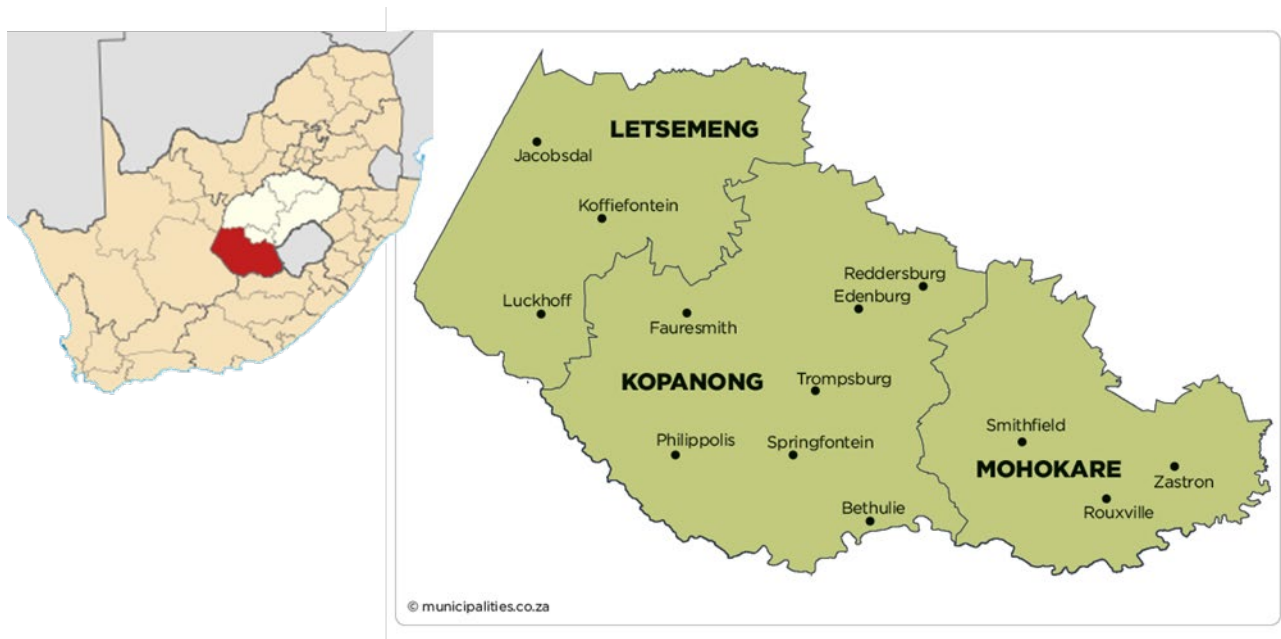 LETSEMENG
Jacobsdal
Koffiefontein
Reddersburg
Edenburg
Luckhoff
Fauresmith
KOPANONG
Trompsburg
Smithfield
Philippolis
Springfontein
MOHOKARE
Zastron
Bethulie
Rouxville
© municipalities.co.za